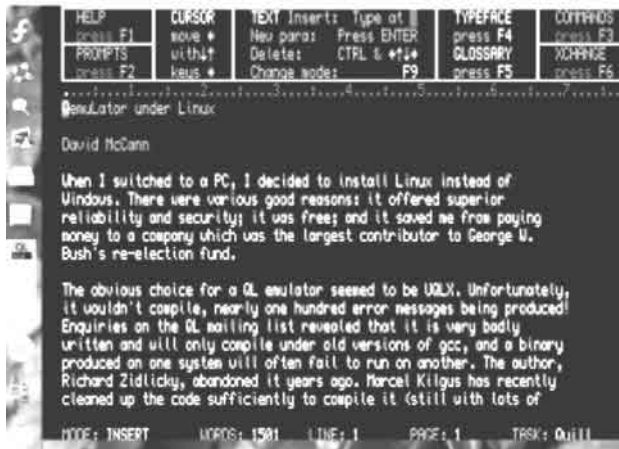 HELP CURSOR TEXT Insert: Type at TYPEFACE COMMANDS
press F1 move New para: Press ENTER press F4 press F3
PROMPTS with Delete: CTRL & GLOSSARY XCHANGE
press F2 keys Change mode: F9 press F5 press F6
QemuLator under Linux
David McCann
When I switched to a PC, I decided to install Linux instead of
Windows. There were various good reasons: it offered superior
reliability and security; it was free; and it saved me from paying
money to a company which was the largest contributor to George W.
Bush's re-election fund.
The obvious choice for a QL emulator seemed to be UQLX. Unfortunately,
it wouldn't compile, nearly one hundred error messages being produced!
Enquiries on the QL mailing list revealed that it is very badly
written and will only compile under old versions of gcc, and a binary
produced on one system will often fail to run on another. The author,
Richard Zidlicky, abandoned it years ago. Marcel Kilgus has recently
cleaned up the code sufficiently to compile it (still with lots of
MODE: INSERT WORDS: 1501 LINE: 1 PAGE: 1 TASK: Quill